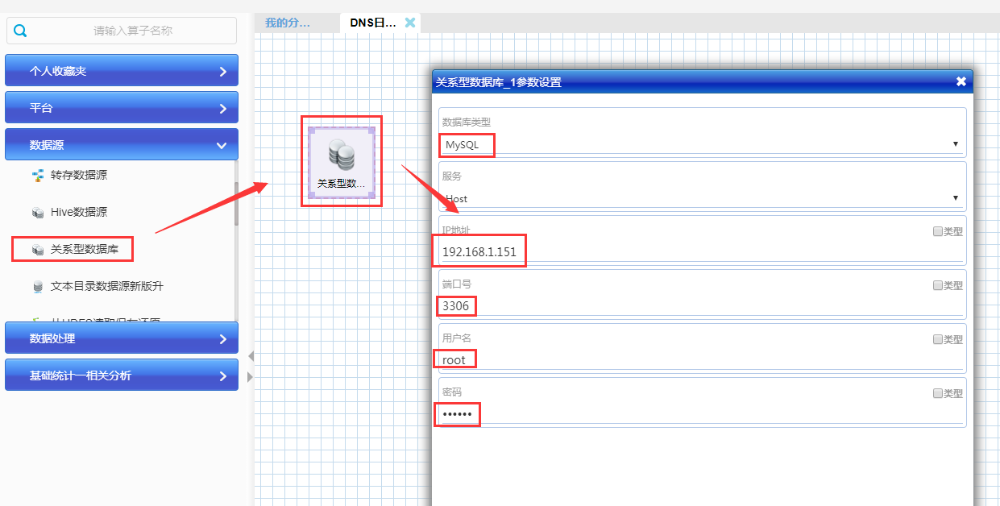 请输入算子名称
个人收藏夹
平台
数据源
转存数据源
Hive数据源
关系型数据库
文本目录数据源新版升
数据处理
基础统计—相关分析
我的分...
DNS日...
关系型数...
关系型数据库_1参数设置
数据库类型
MySQL
服务
Host
IP地址
类型
192.168.1.151
端口号
类型
3306
用户名
类型
root
密码
类型
••••••